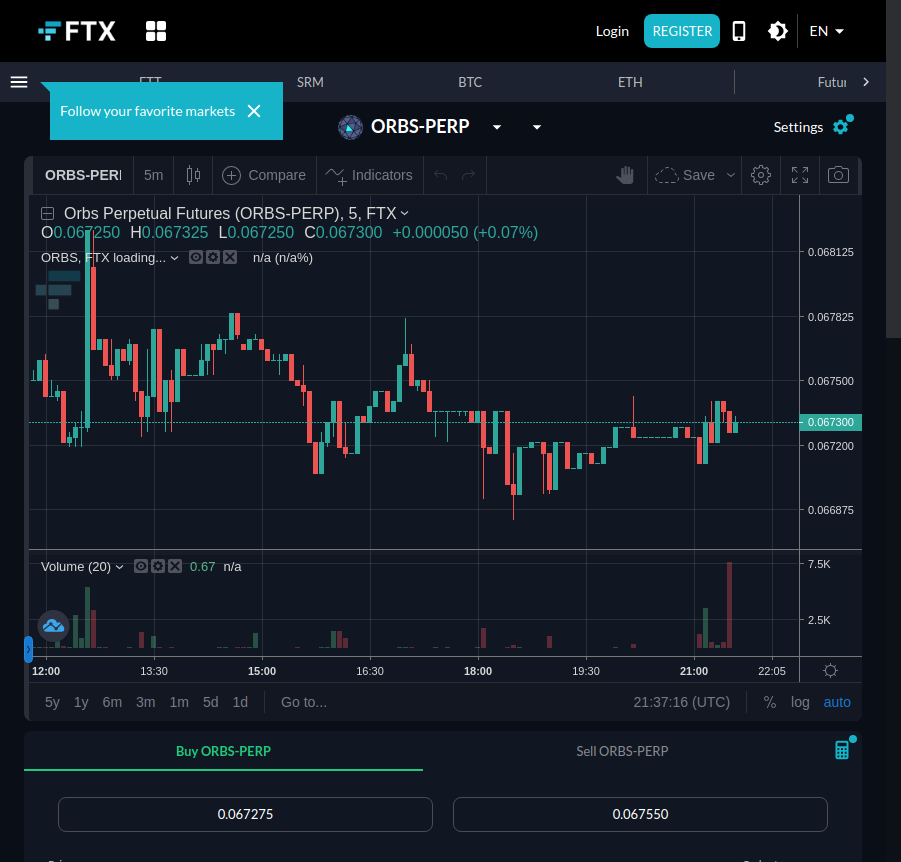 FTX
Login
REGISTER
EN
FTT
SRM
BTC
ETH
Futur
Follow your favorite markets
ORBS-PERP
Settings
ORBS-PERI
5m
Compare
Indicators
Save
Orbs Perpetual Futures (ORBS-PERP), 5, FTX
O0.067250 H0.067325 L0.067250 C0.067300 +0.000050 (+0.07%)
ORBS, FTX loading...
n/a (n/a%)
0.068125
0.067825
0.067500
0.067300
0.067200
0.066875
Volume (20)
0.67 n/a
7.5K
2.5K
12:00 13:30 15:00 16:30 18:00 19:30 21:00 22:05
5y 1y 6m 3m 1m 5d 1d Go to...
21:37:16 (UTC) % log auto
Buy ORBS-PERP
Sell ORBS-PERP
0.067275
0.067550